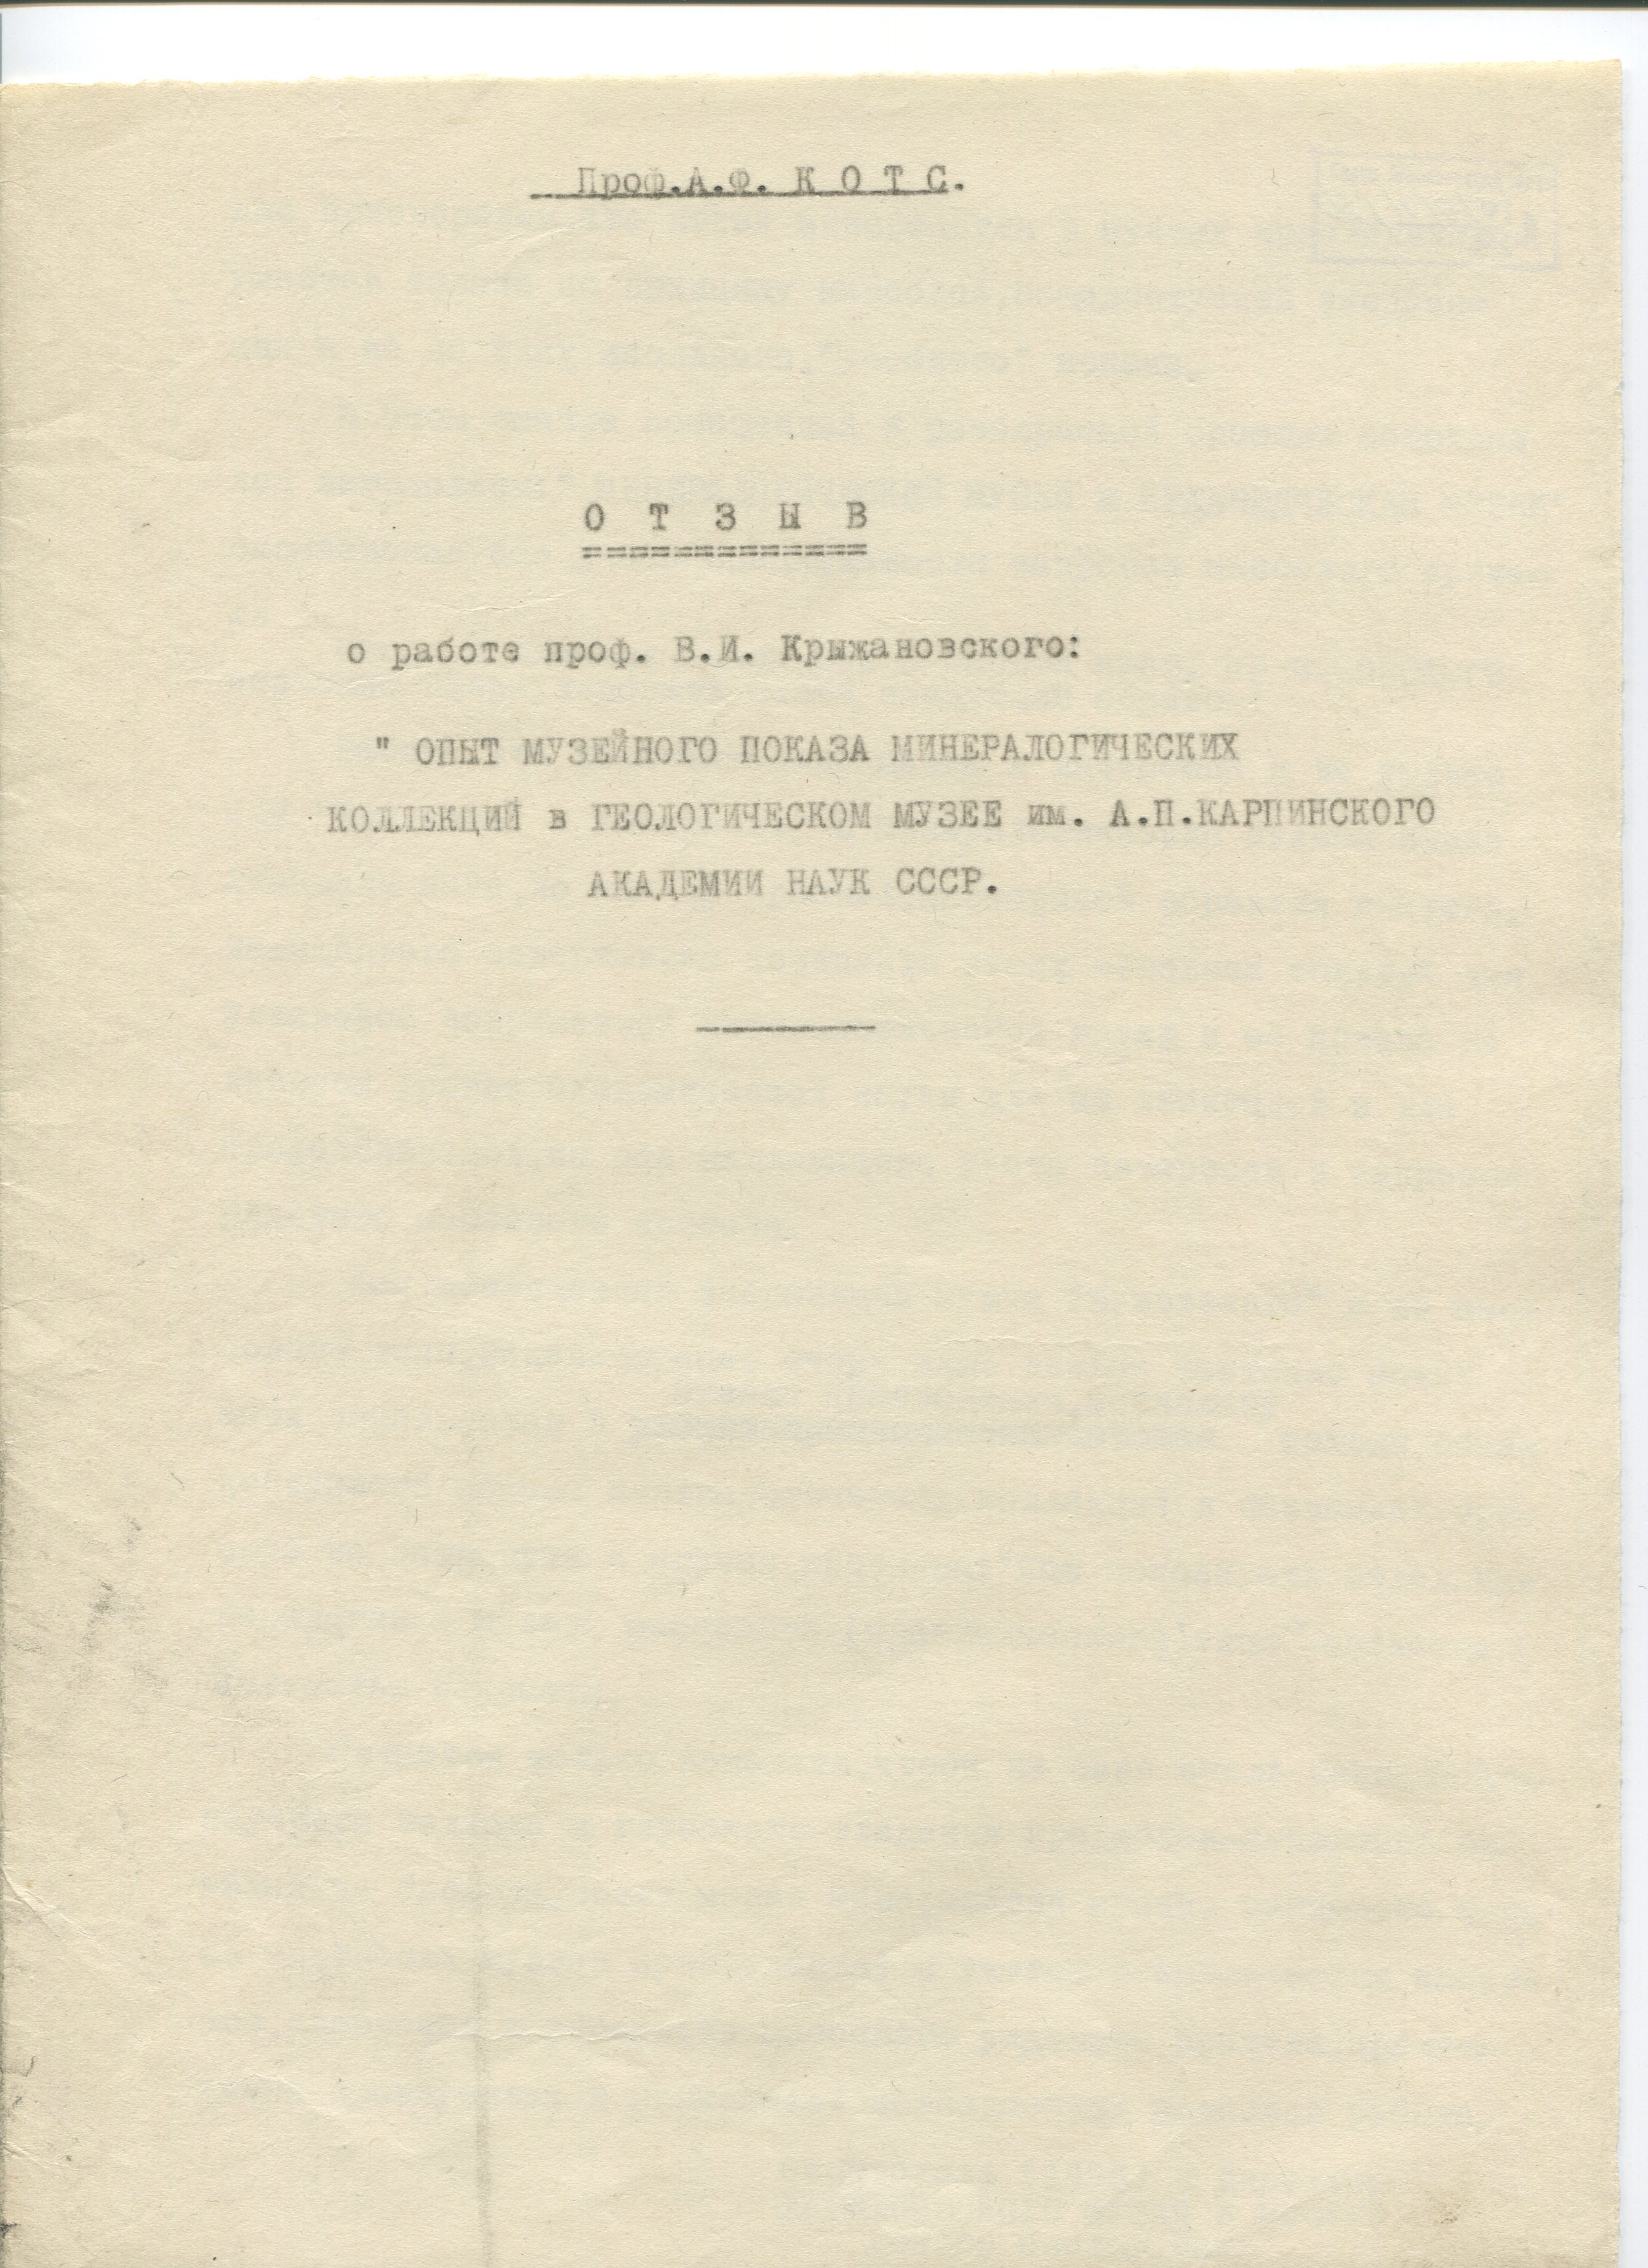 Проф.А.Ф. К О Т С.
О Т З Ы В
о работе проф. В.И. Крыжановского:
" ОПЫТ МУЗЕЙНОГО ПОКАЗА МИНЕРАЛОГИЧЕСКИХ
КОЛЛЕКЦИЙ в ГЕОЛОГИЧЕСКОМ МУЗЕЕ им. А.П.КАРПИНСКОГО
АКАДЕМИИ НАУК СССР.